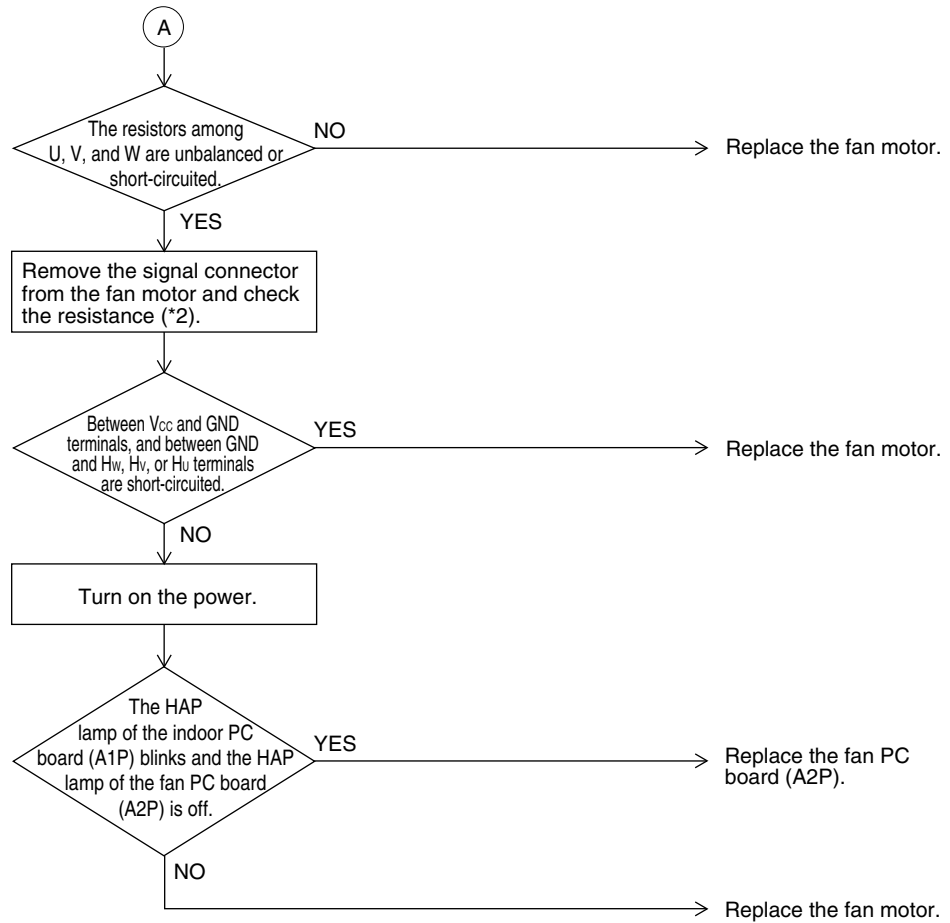 A
The resistors among
U, V, and W are unbalanced or
short-circuited.
NO
Replace the fan motor.
YES
Remove the signal connector
from the fan motor and check
the resistance (*2).
Between Vcc and GND
terminals, and between GND
and Hw, Hv, or Hu terminals
are short-circuited.
YES
Replace the fan motor.
NO
Turn on the power.
The HAP
lamp of the indoor PC
board (A1P) blinks and the HAP
lamp of the fan PC board
(A2P) is off.
YES
Replace the fan PC
board (A2P).
NO
Replace the fan motor.